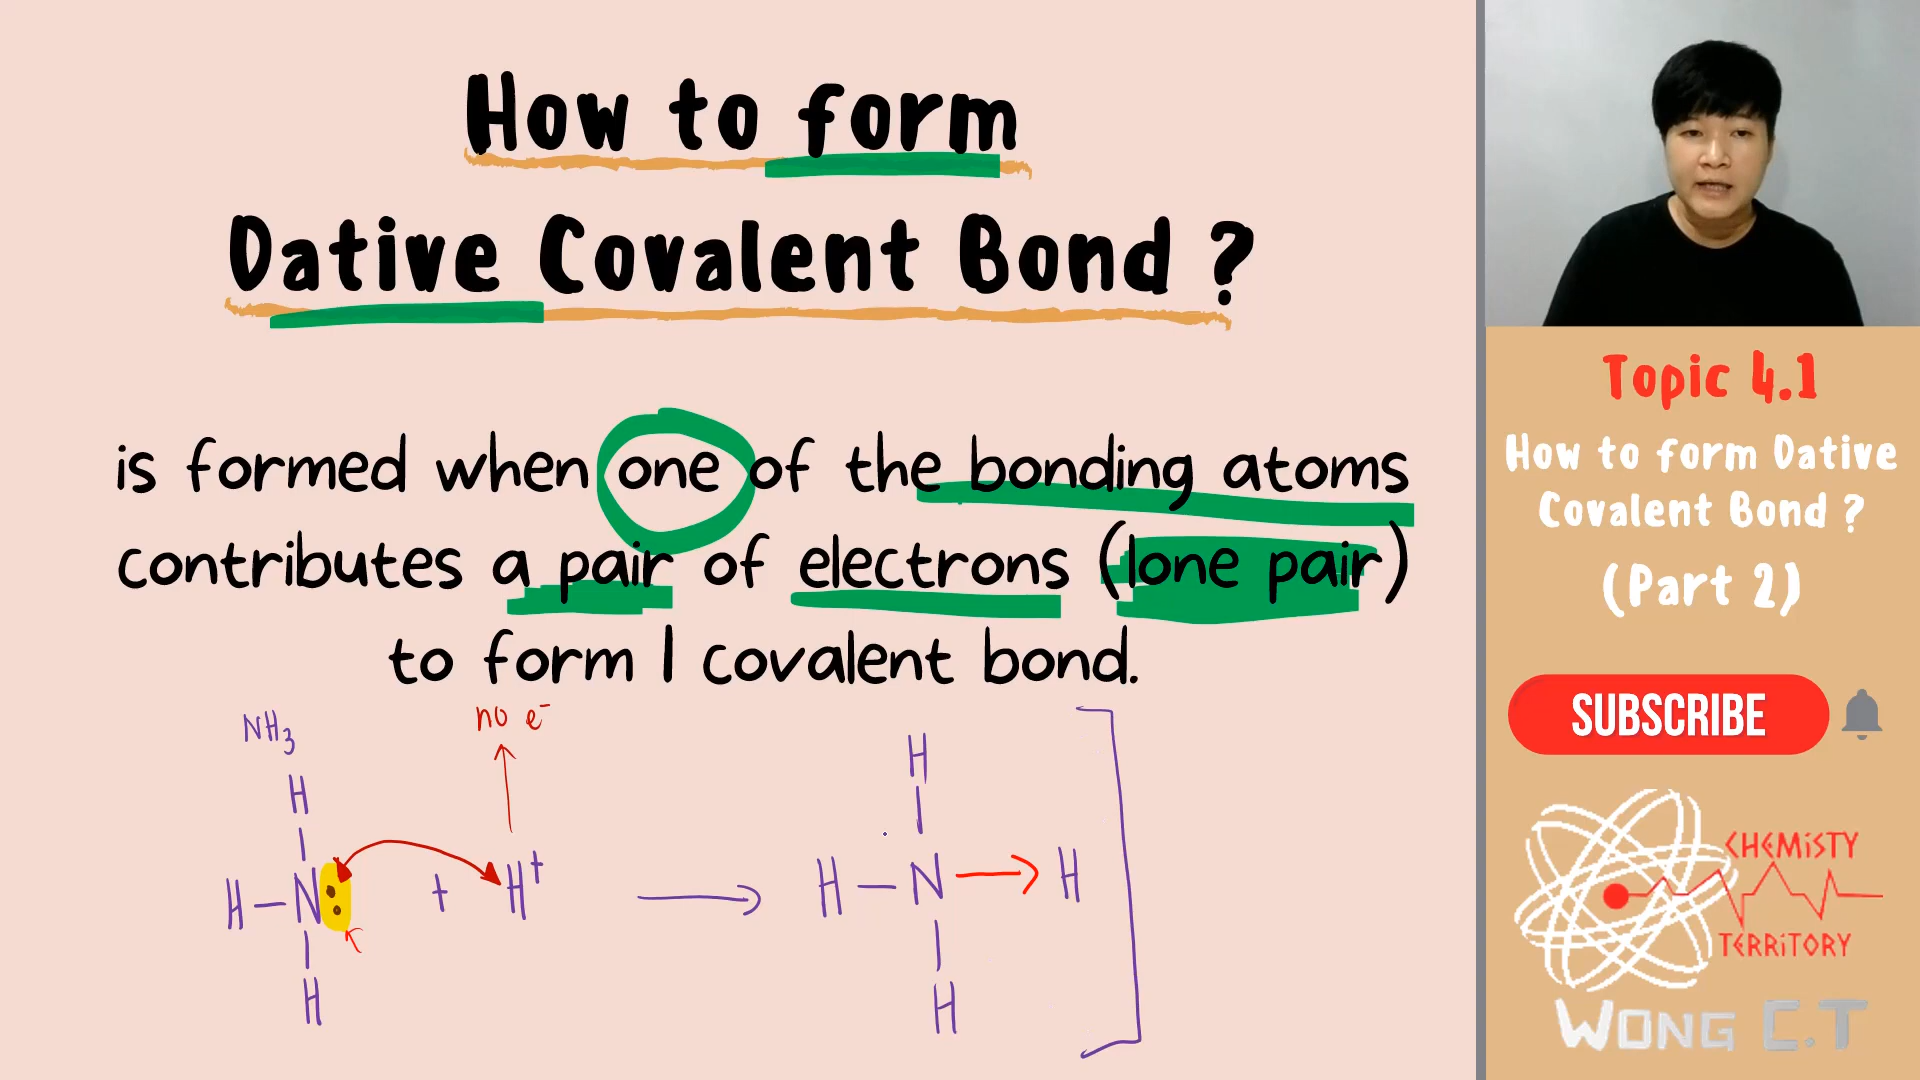 How to form
Dative Covalent Bond ?
is formed when one of the bonding atoms
contributes a pair of electrons (lone pair)
to form 1 covalent bond.
NH3
no e⁻
H
H – N : + H⁺
H
H
H – N → H
H
Topic 4.1
How to form Dative
Covalent Bond ?
(Part 2)
SUBSCRIBE
CHEMiSTY
TERRiTORY
WONG C.T